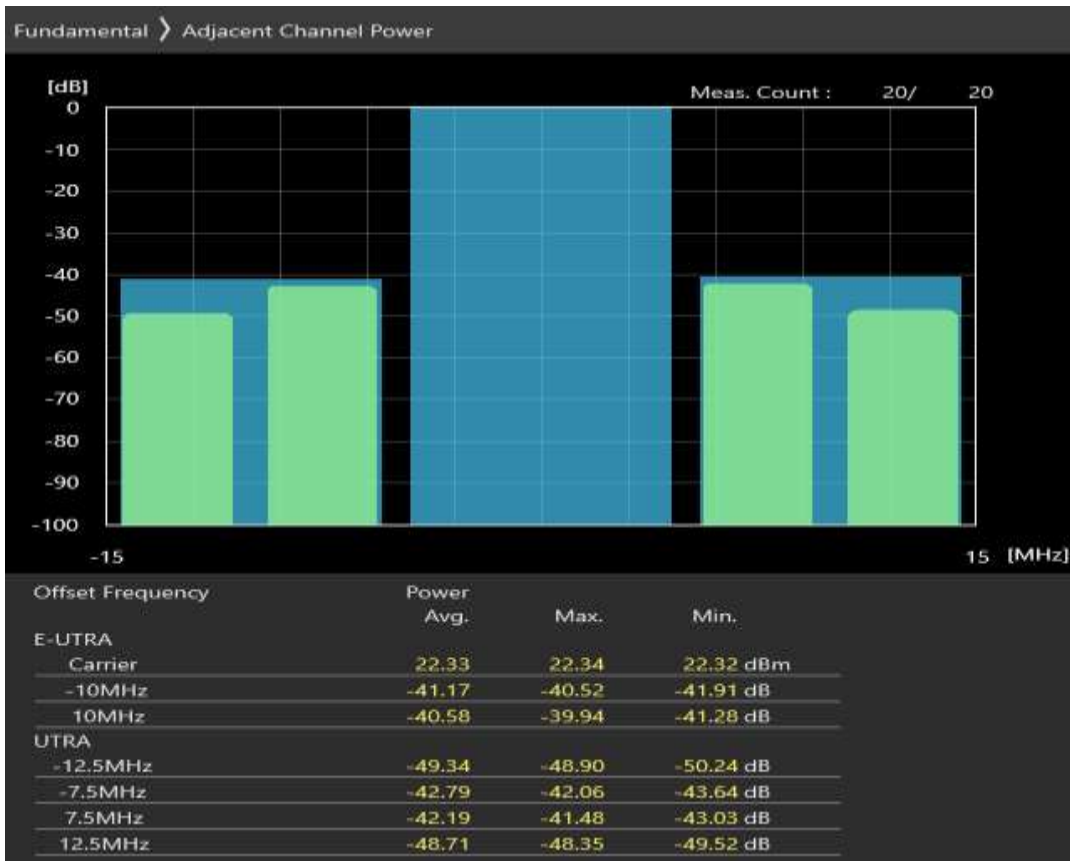 Fundamental 〉 Adjacent Channel Power
[dB]
Meas. Count : 20/ 20
0
-10
-20
-30
-40
-50
-60
-70
-80
-90
-100
-15 15 [MHz]
Offset Frequency Power
Avg. Max. Min.
E-UTRA
Carrier 22.33 22.34 22.32 dBm
-10MHz -41.17 -40.52 -41.91 dB
10MHz -40.58 -39.94 -41.28 dB
UTRA
-12.5MHz -49.34 -48.90 -50.24 dB
-7.5MHz -42.79 -42.06 -43.64 dB
7.5MHz -42.19 -41.48 -43.03 dB
12.5MHz -48.71 -48.35 -49.52 dB